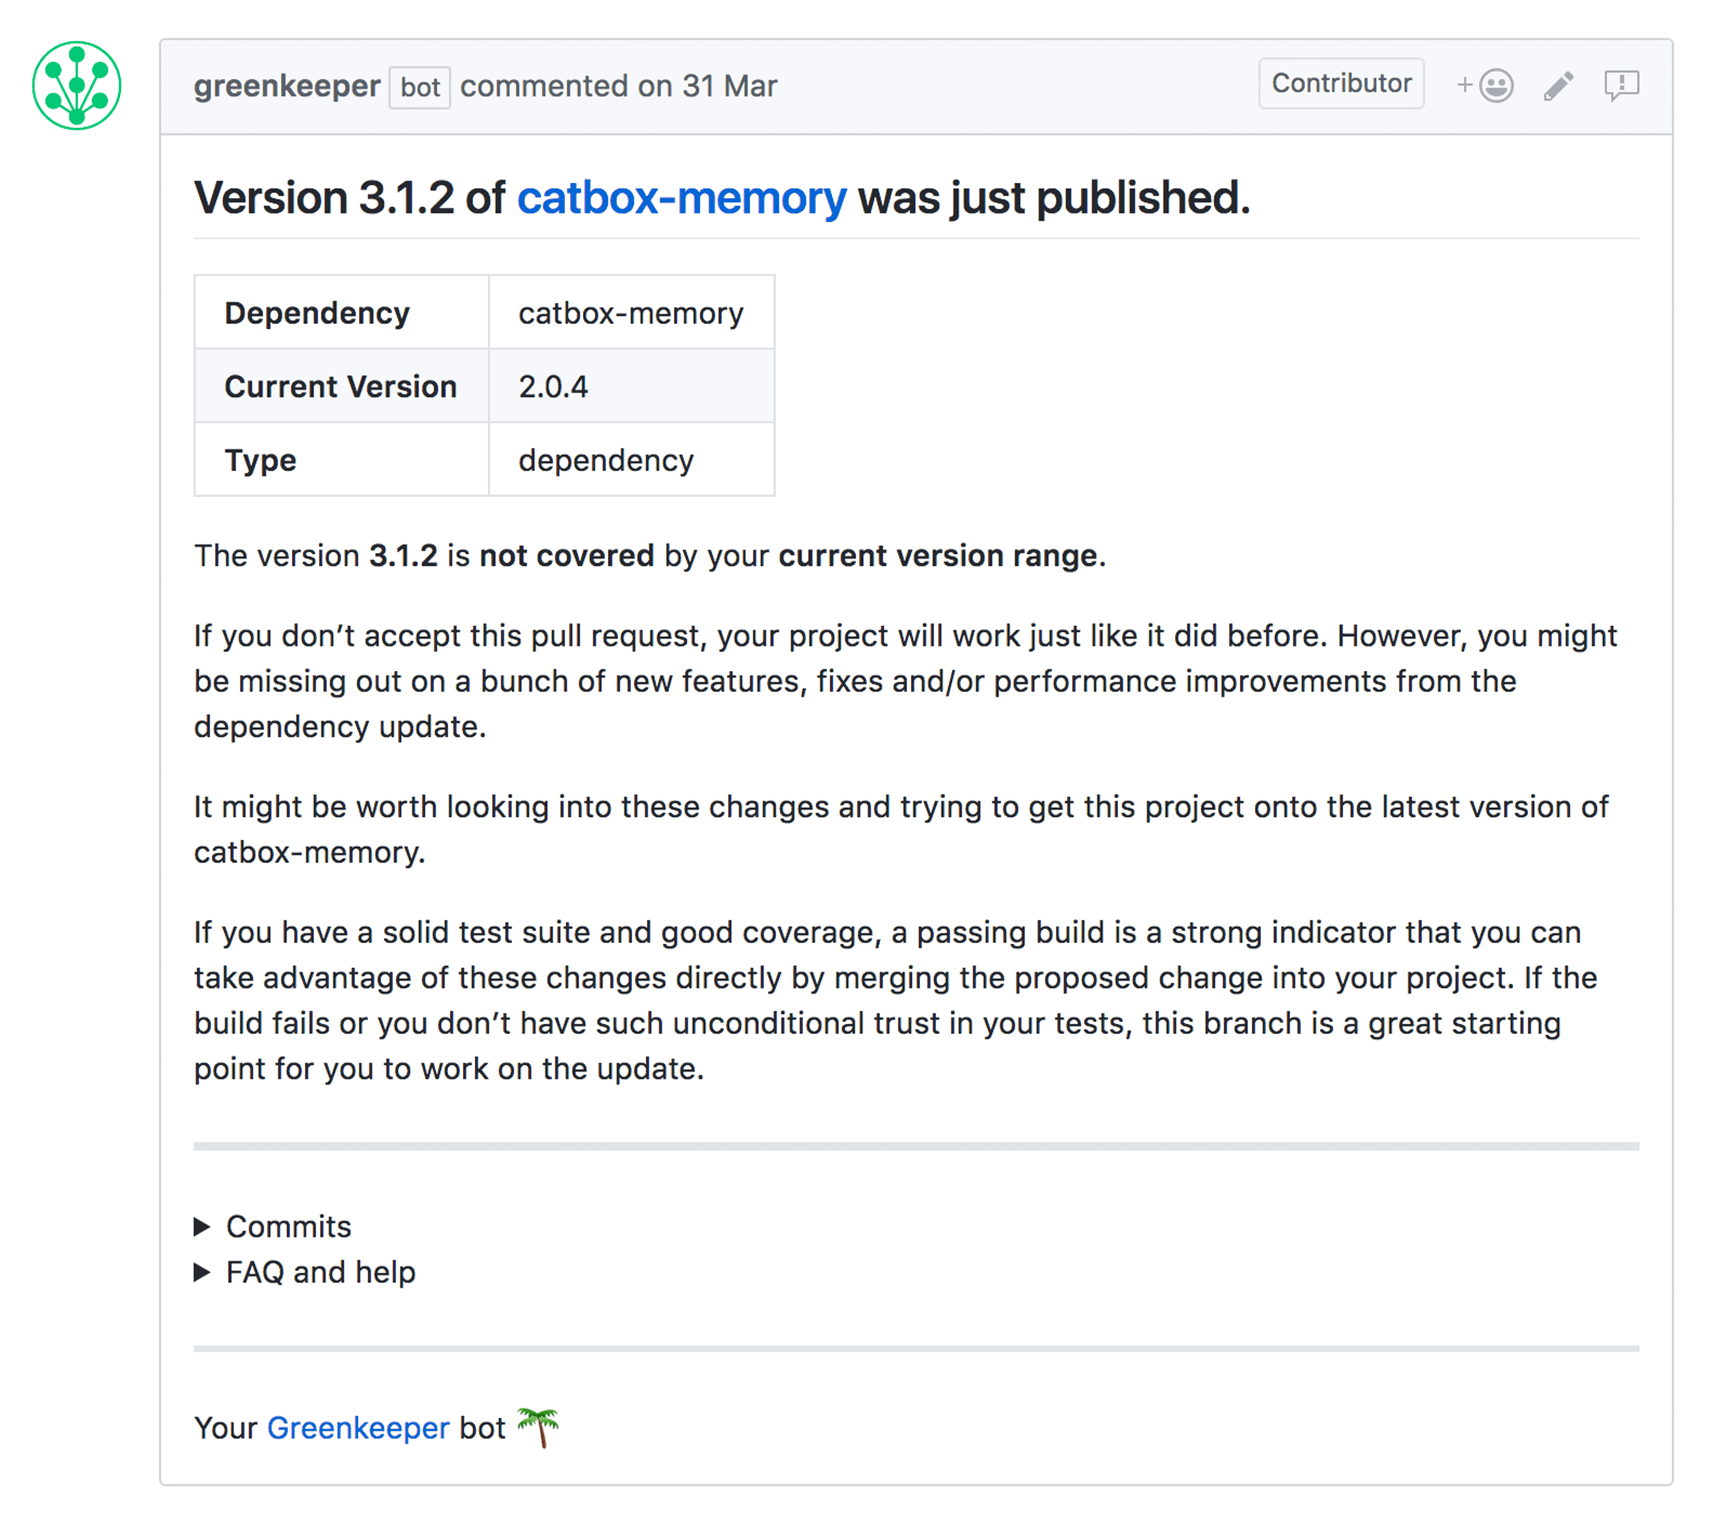 greenkeeper bot commented on 31 Mar
Contributor
Version 3.1.2 of catbox-memory was just published.
Dependency catbox-memory
Current Version 2.0.4
Type dependency
The version 3.1.2 is not covered by your current version range.
If you don’t accept this pull request, your project will work just like it did before. However, you might
be missing out on a bunch of new features, fixes and/or performance improvements from the
dependency update.
It might be worth looking into these changes and trying to get this project onto the latest version of
catbox-memory.
If you have a solid test suite and good coverage, a passing build is a strong indicator that you can
take advantage of these changes directly by merging the proposed change into your project. If the
build fails or you don’t have such unconditional trust in your tests, this branch is a great starting
point for you to work on the update.
Commits
FAQ and help
Your Greenkeeper bot 🌴